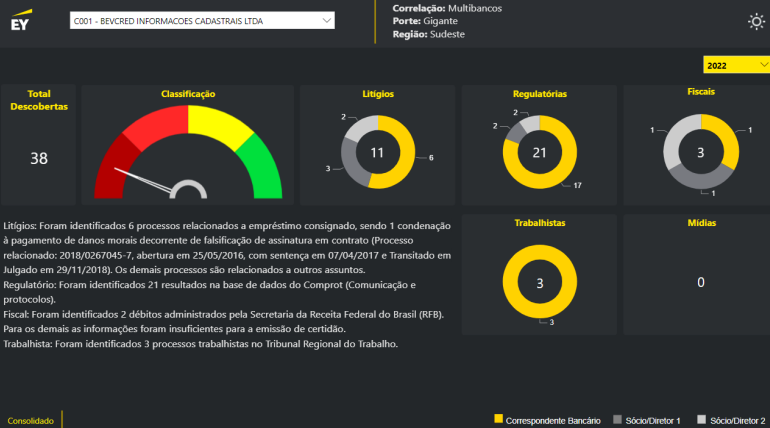 EY
C001 - BEVCRED INFORMACOES CADASTRAIS LTDA
Correlação: Multibancos
Porte: Gigante
Região: Sudeste
2022
Total
Descobertas
38
Classificação
Litígios
2
11
6
3
Regulatórias
2
2
21
17
Fiscais
1
1
3
1
Litígios: Foram identificados 6 processos relacionados a empréstimo consignado, sendo 1 condenação
à pagamento de danos morais decorrente de falsificação de assinatura em contrato (Processo
relacionado: 2018/0267045-7, abertura em 25/05/2016, com sentença em 07/04/2017 e Transitado em
Julgado em 29/11/2018). Os demais processos são relacionados a outros assuntos.
Regulatório: Foram identificados 21 resultados na base de dados do Comprot (Comunicação e
protocolos).
Fiscal: Foram identificados 2 débitos administrados pela Secretaria da Receita Federal do Brasil (RFB).
Para os demais as informações foram insuficientes para a emissão de certidão.
Trabalhista: Foram identificados 3 processos trabalhistas no Tribunal Regional do Trabalho.
Trabalhistas
3
3
Mídias
0
Consolidado
Correspondente Bancário
Sócio/Diretor 1
Sócio/Diretor 2